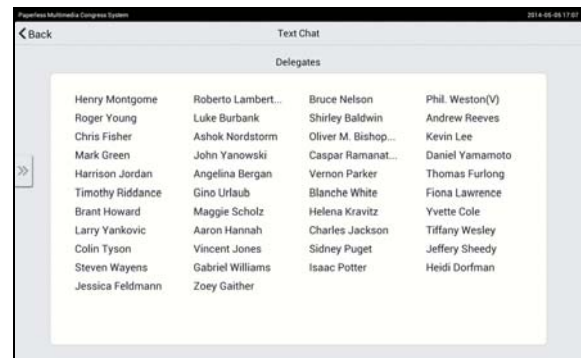 Paperless Multimedia Congress System 2014-05-05 17:07
Back Text Chat
Delegates
Henry Montgome Roberto Lambert... Bruce Nelson Phil. Weston(V)
Roger Young Luke Burbank Shirley Baldwin Andrew Reeves
Chris Fisher Ashok Nordstorm Oliver M. Bishop... Kevin Lee
Mark Green John Yanowski Caspar Ramanat... Daniel Yamamoto
Harrison Jordan Angelina Bergan Vernon Parker Thomas Furlong
Timothy Riddance Gino Urlaub Blanche White Fiona Lawrence
Brant Howard Maggie Scholz Helena Kravitz Yvette Cole
Larry Yankovic Aaron Hannah Charles Jackson Tiffany Wesley
Colin Tyson Vincent Jones Sidney Puget Jeffery Sheedy
Steven Wayens Gabriel Williams Isaac Potter Heidi Dorfman
Jessica Feldmann Zoey Gaither